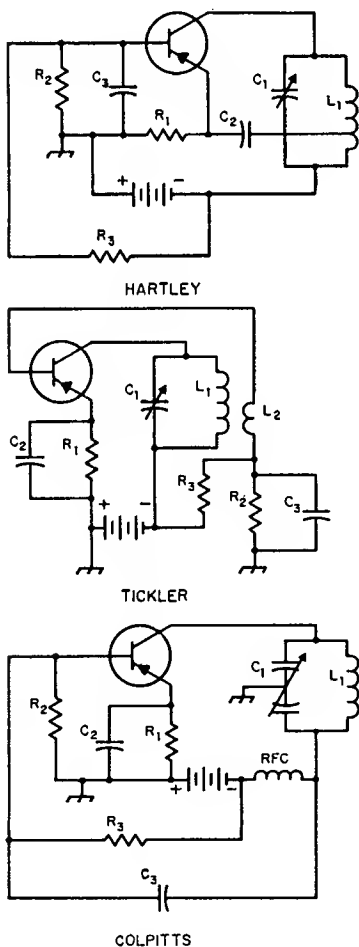 R2
C3
R1
C2
C1
L1
+ -
R3
HARTLEY
C1
L1
L2
C2
R1
R3
R2
C3
+ -
TICKLER
C1
L1
R2
C2
R1
RFC
+ -
R3
C3
COLPITTS